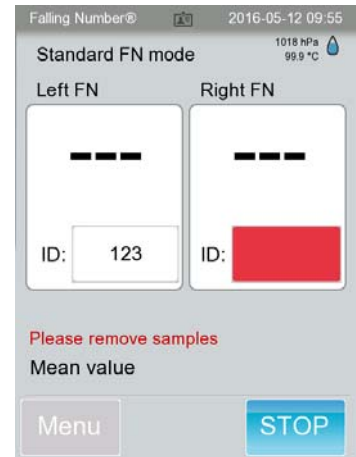 Falling Number® 2016-05-12 09:55
Standard FN mode
1018 hPa
99.9 °C
Left FN Right FN
--- ---
ID: 123 ID:
Please remove samples
Mean value
Menu STOP